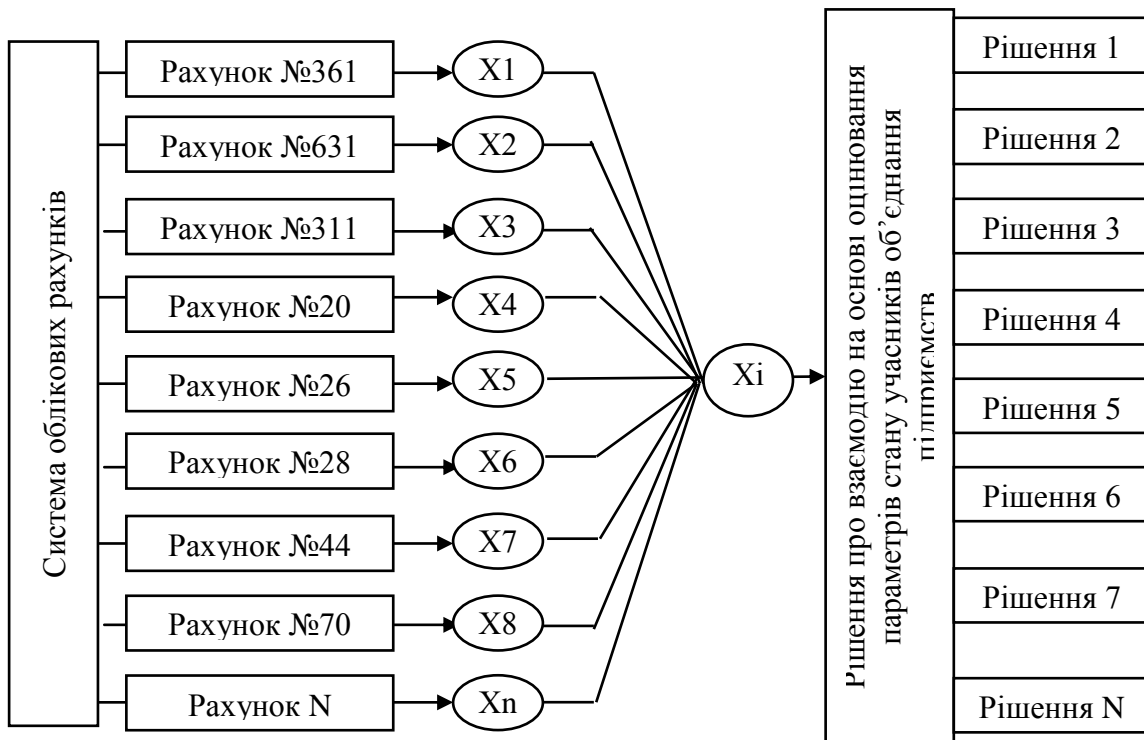 Система облікових рахунків
Рахунок №361
Рахунок №631
Рахунок №311
Рахунок №20
Рахунок №26
Рахунок №28
Рахунок №44
Рахунок №70
Рахунок N
X1
X2
X3
X4
X5
X6
X7
X8
Xn
Xi
Рішення про взаємодію на основі оцінювання
параметрів стану учасників об’єднання
підприємств
Рішення 1
Рішення 2
Рішення 3
Рішення 4
Рішення 5
Рішення 6
Рішення 7
Рішення N